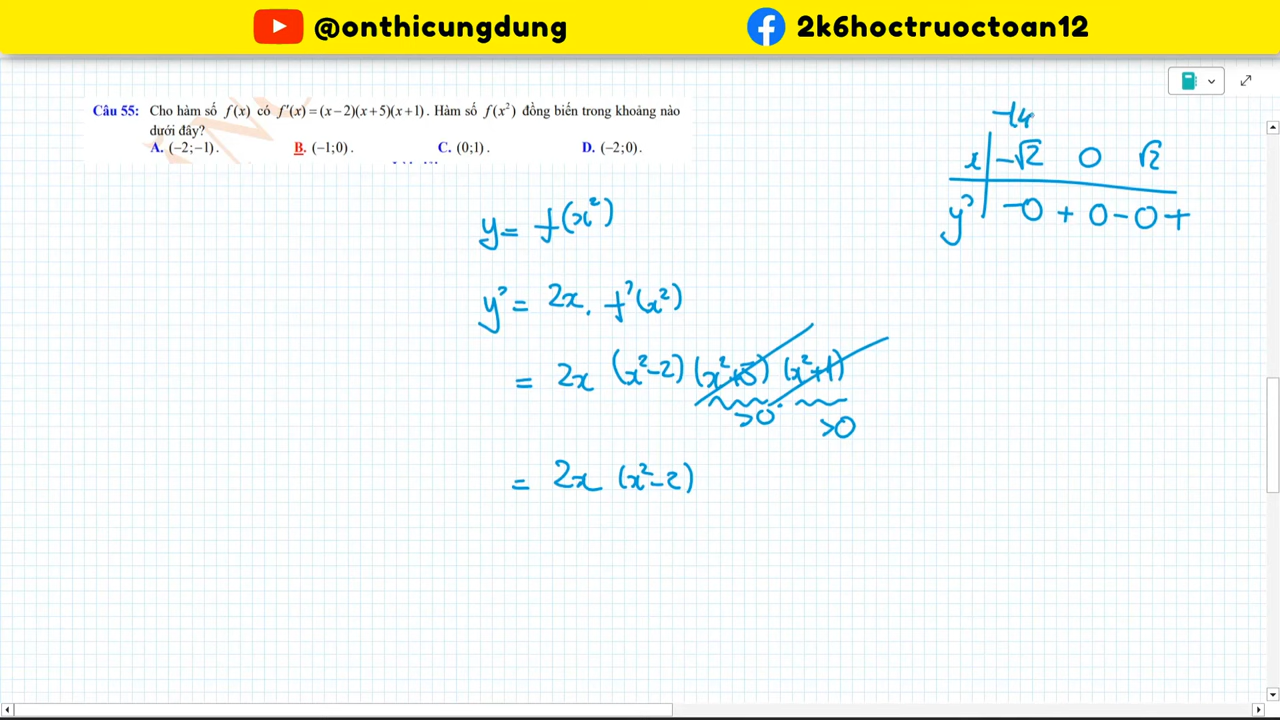 @onthicungdung 2k6hoctruoctoan12
Câu 55: Cho hàm số f(x) có f'(x) = (x−2)(x+5)(x+1). Hàm số f(x²) đồng biến trong khoảng nào
dưới đây?
A. (−2;−1). B. (−1;0). C. (0;1). D. (−2;0).
-1,4
x -√2 0 √2
y' -0 + 0 - 0 +
y = f(x²)
y' = 2x. f'(x²)
= 2x (x²-2) (x²+5) (x²+1)
>0 >0
= 2x (x²-2)